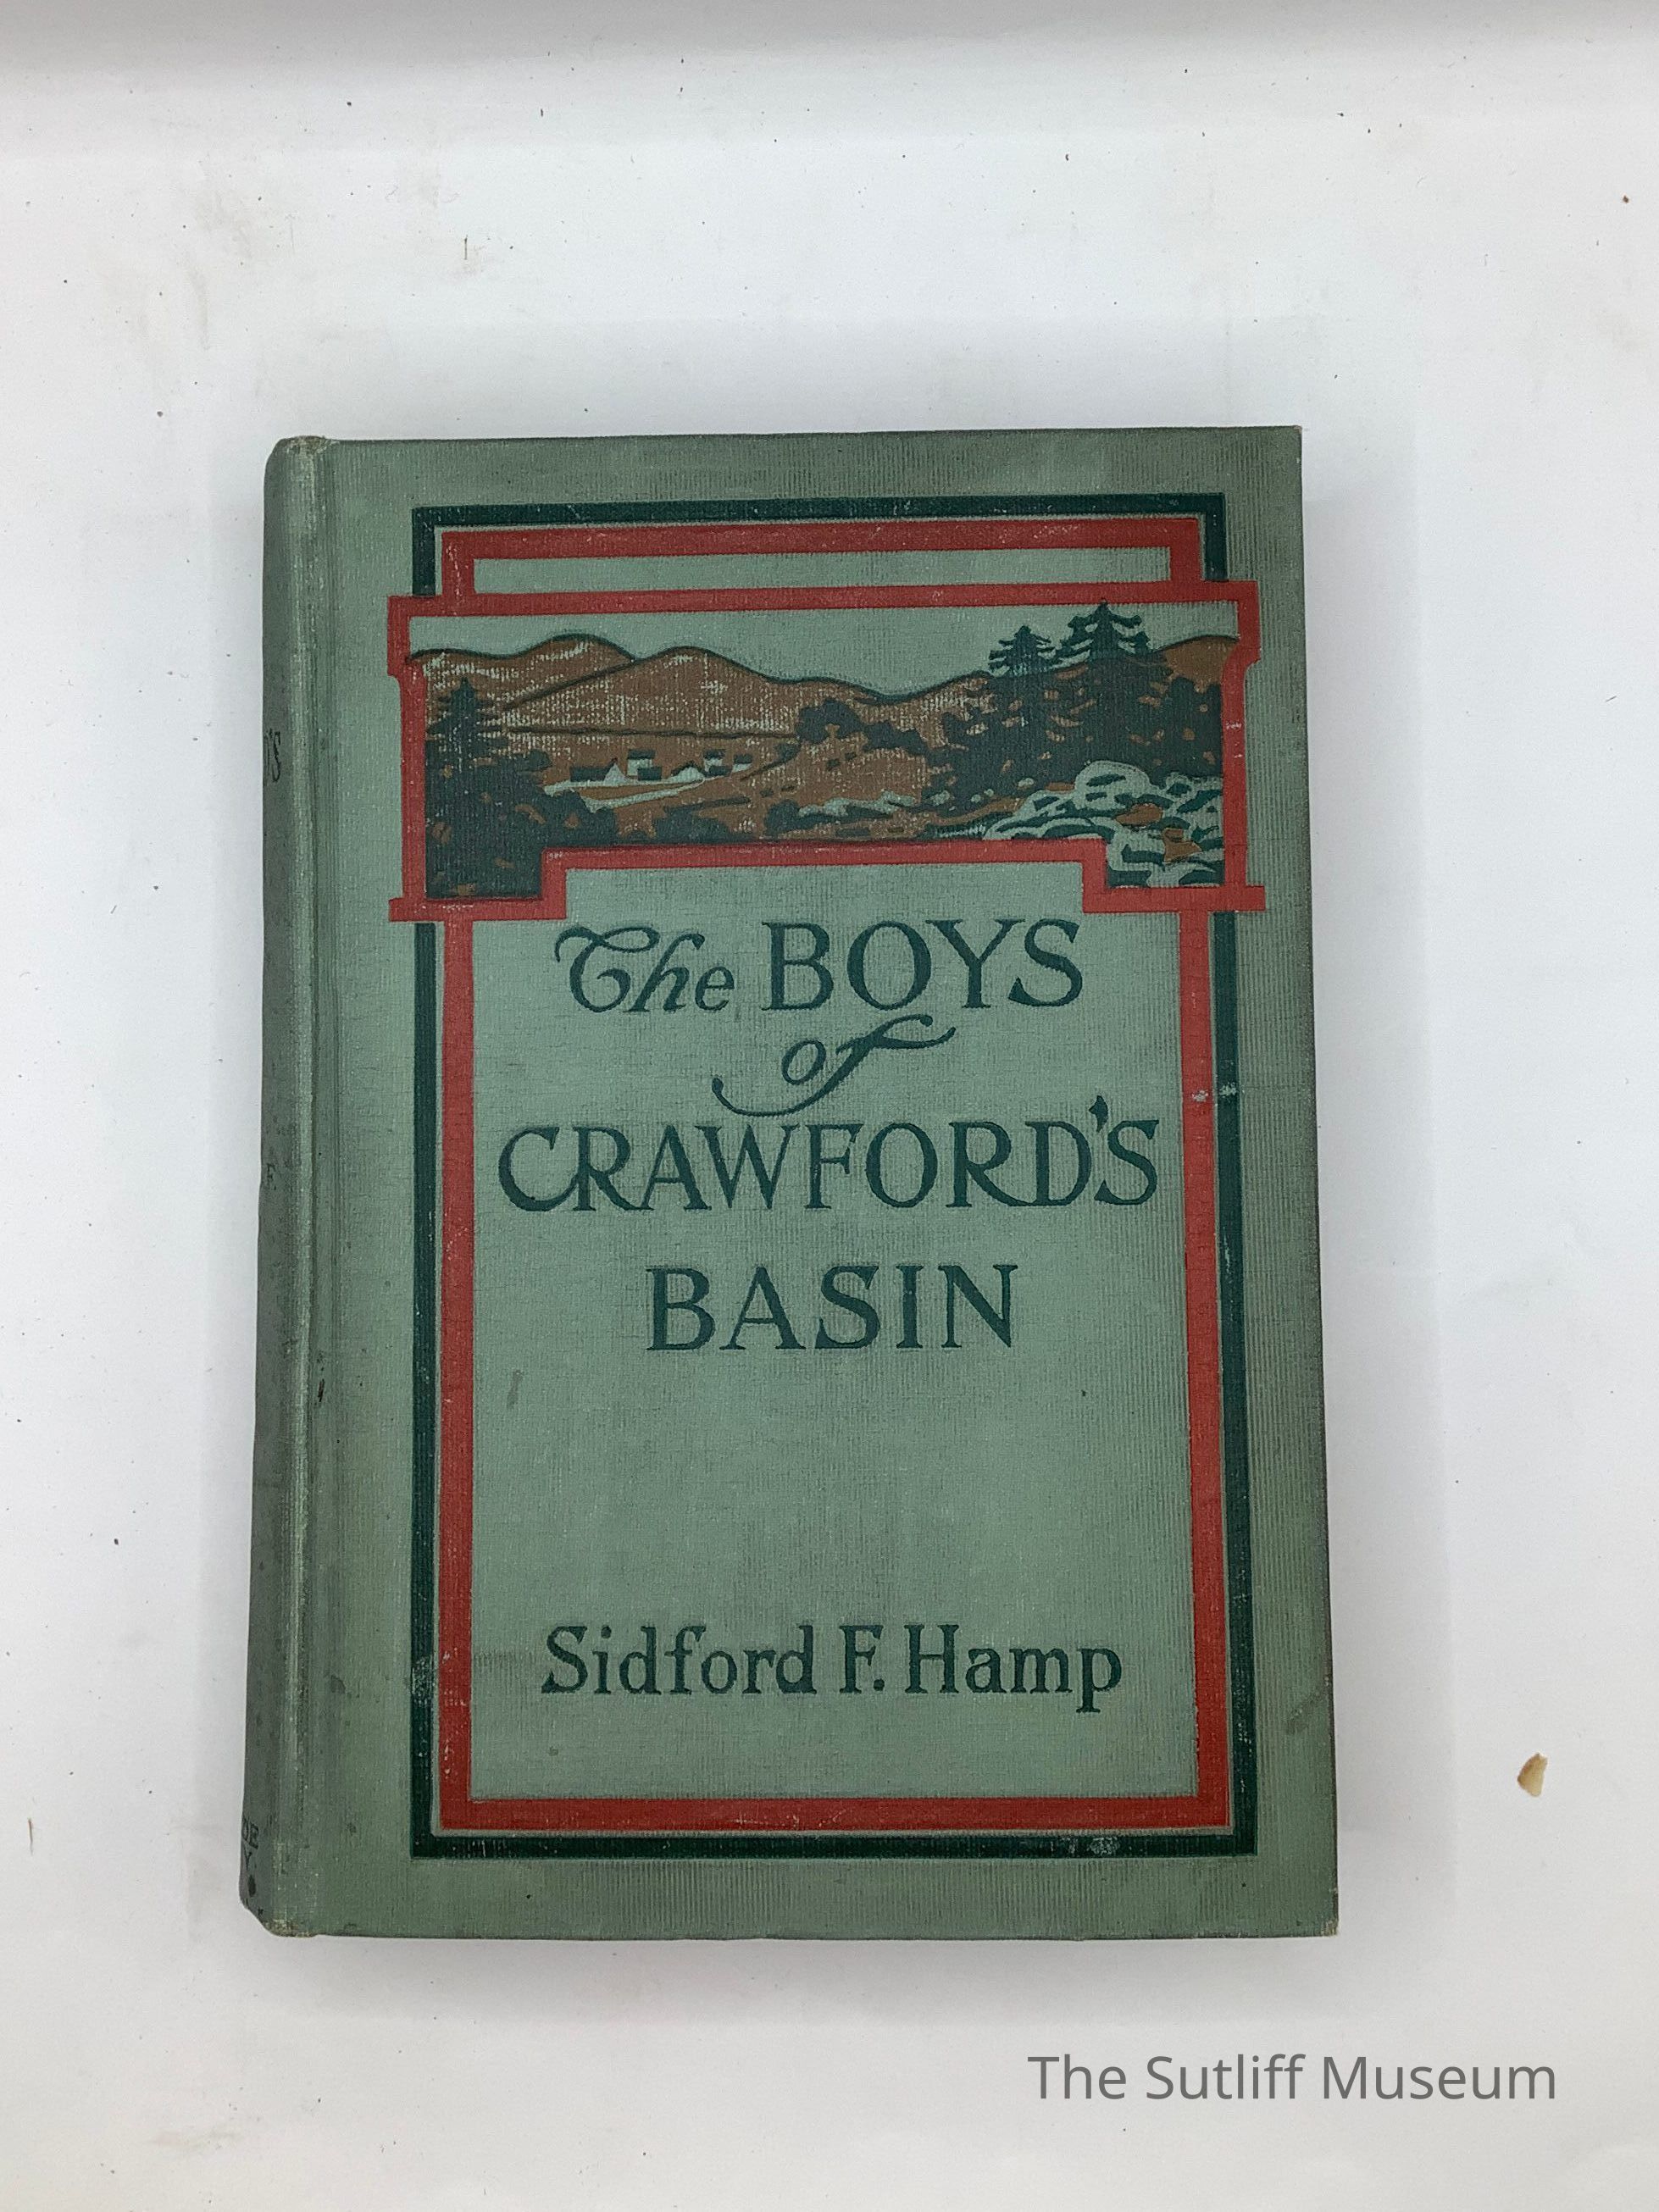 The BOYS
of
CRAWFORD'S
BASIN
Sidford F. Hamp
The Sutliff Museum